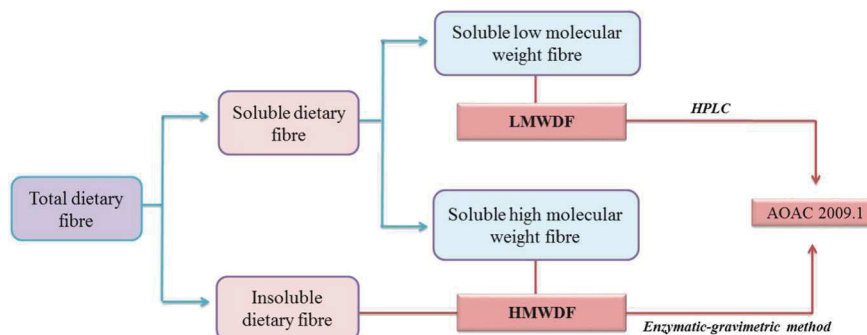 Total dietary
fibre
Soluble dietary
fibre
Insoluble
dietary fibre
Soluble low molecular
weight fibre
LMWDF
Soluble high molecular
weight fibre
HMWDF
HPLC
Enzymatic-gravimetric method
AOAC 2009.1